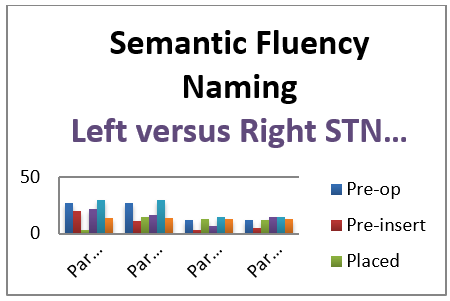 Semantic Fluency
Naming
Left versus Right STN…
50
0
Par… Par… Par… Par…
Pre-op
Pre-insert
Placed